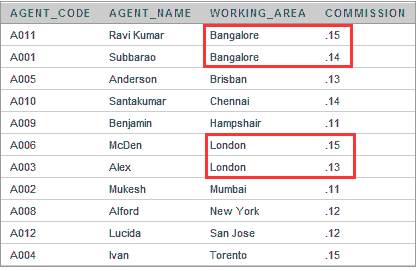 AGENT_CODE AGENT_NAME WORKING_AREA COMMISSION
A011 Ravi Kumar Bangalore .15
A001 Subbarao Bangalore .14
A005 Anderson Brisban .13
A010 Santakumar Chennai .14
A009 Benjamin Hampshair .11
A006 McDen London .15
A003 Alex London .13
A002 Mukesh Mumbai .11
A008 Alford New York .12
A012 Lucida San Jose .12
A004 Ivan Torento .15